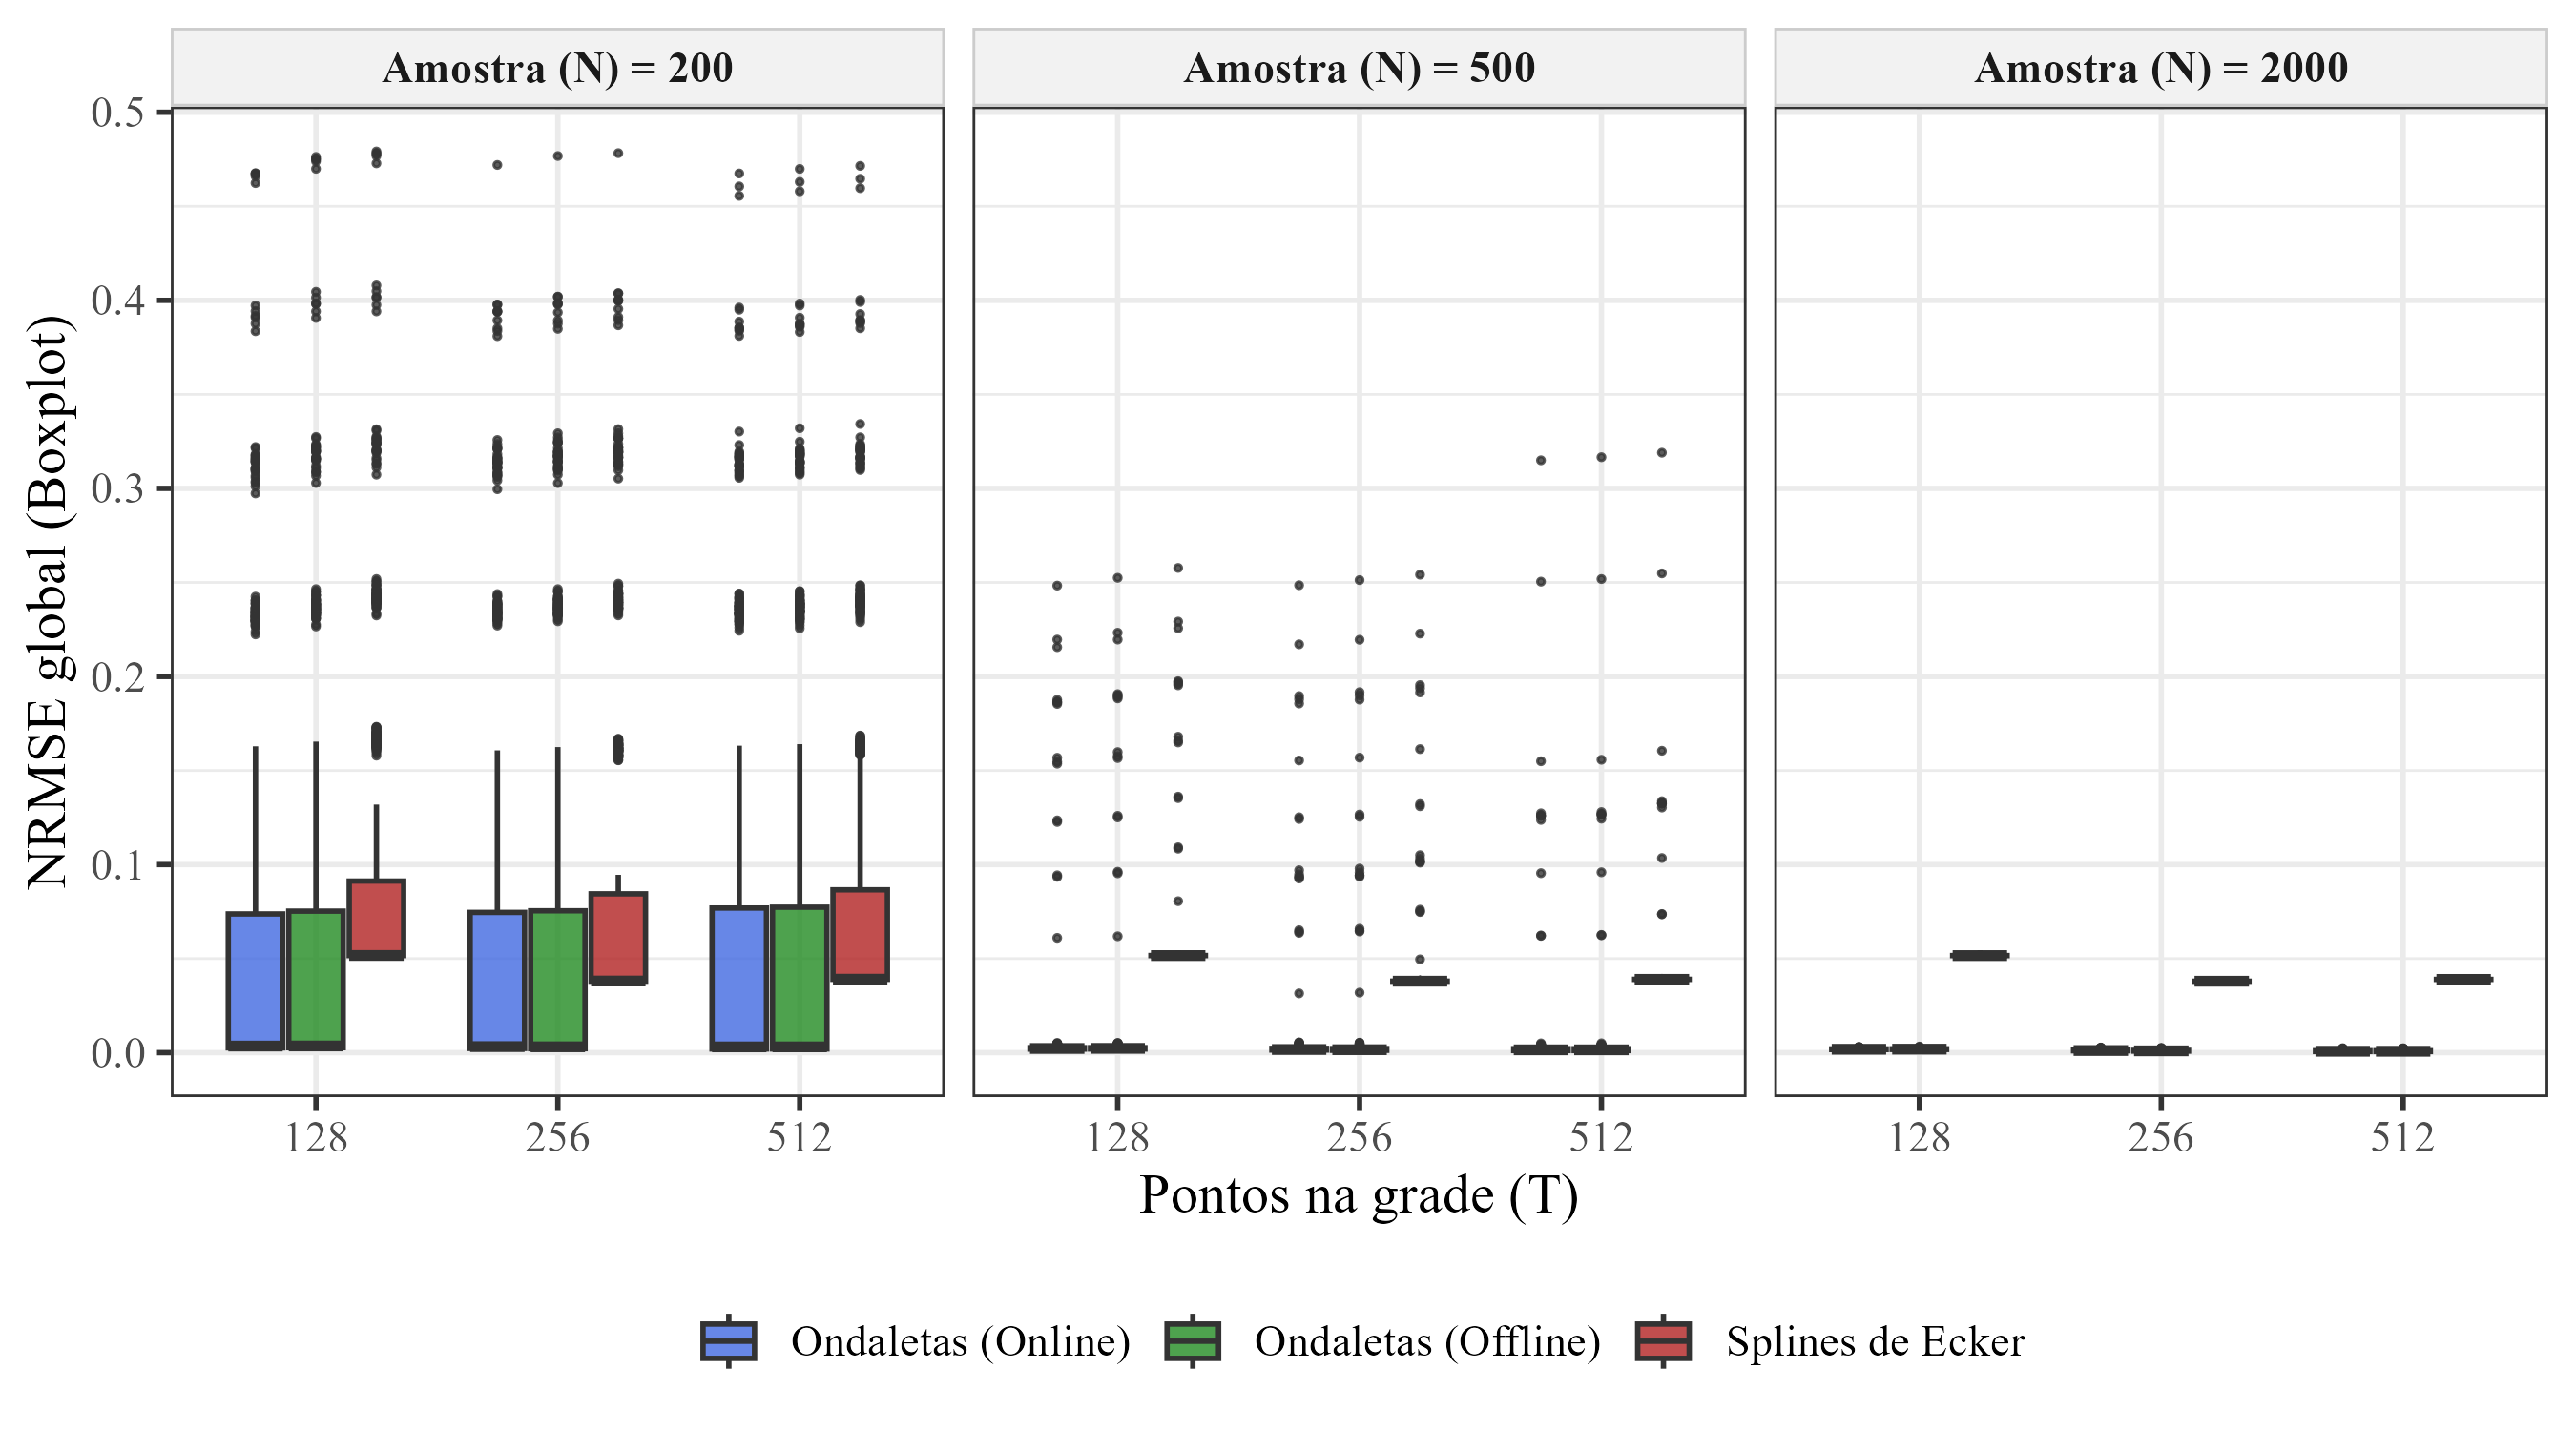 Amostra (N) = 200
Amostra (N) = 500
Amostra (N) = 2000
NRMSE global (Boxplot)
0.5
0.4
0.3
0.2
0.1
0.0
128 256 512
128 256 512
128 256 512
Pontos na grade (T)
Ondaletas (Online) Ondaletas (Offline) Splines de Ecker